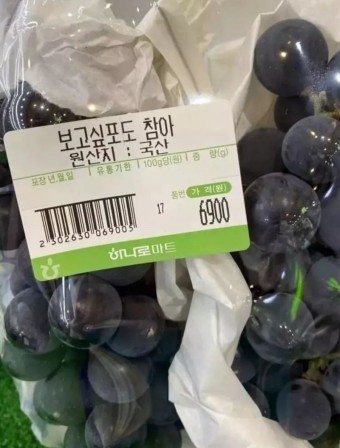 보고싶포도 참아
원산지 : 국산
포장년월일 유통기한 100g당(원) 중 량(g)
품번 가 격(원)
17 6900
2 302630 069005
하나로마트